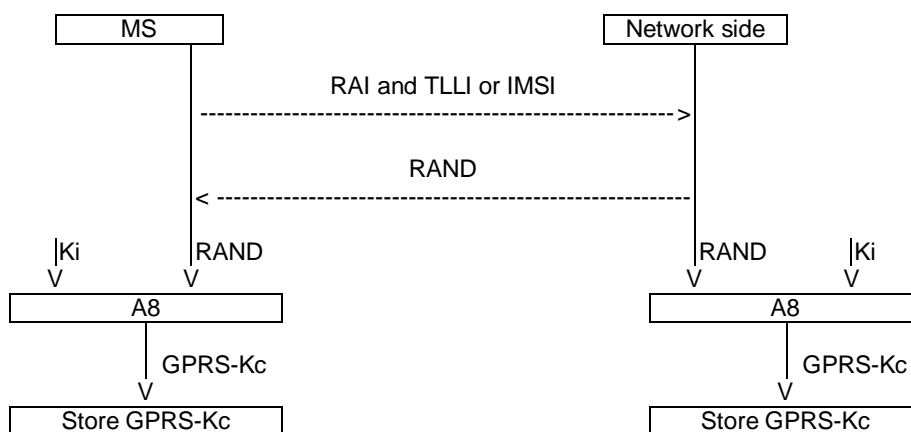 MS Network side
RAI and TLLI or IMSI
----------------------------------------------------->
RAND
<-----------------------------------------------------
Ki RAND RAND Ki
V V V V
A8 A8
GPRS-Kc GPRS-Kc
V V
Store GPRS-Kc Store GPRS-Kc